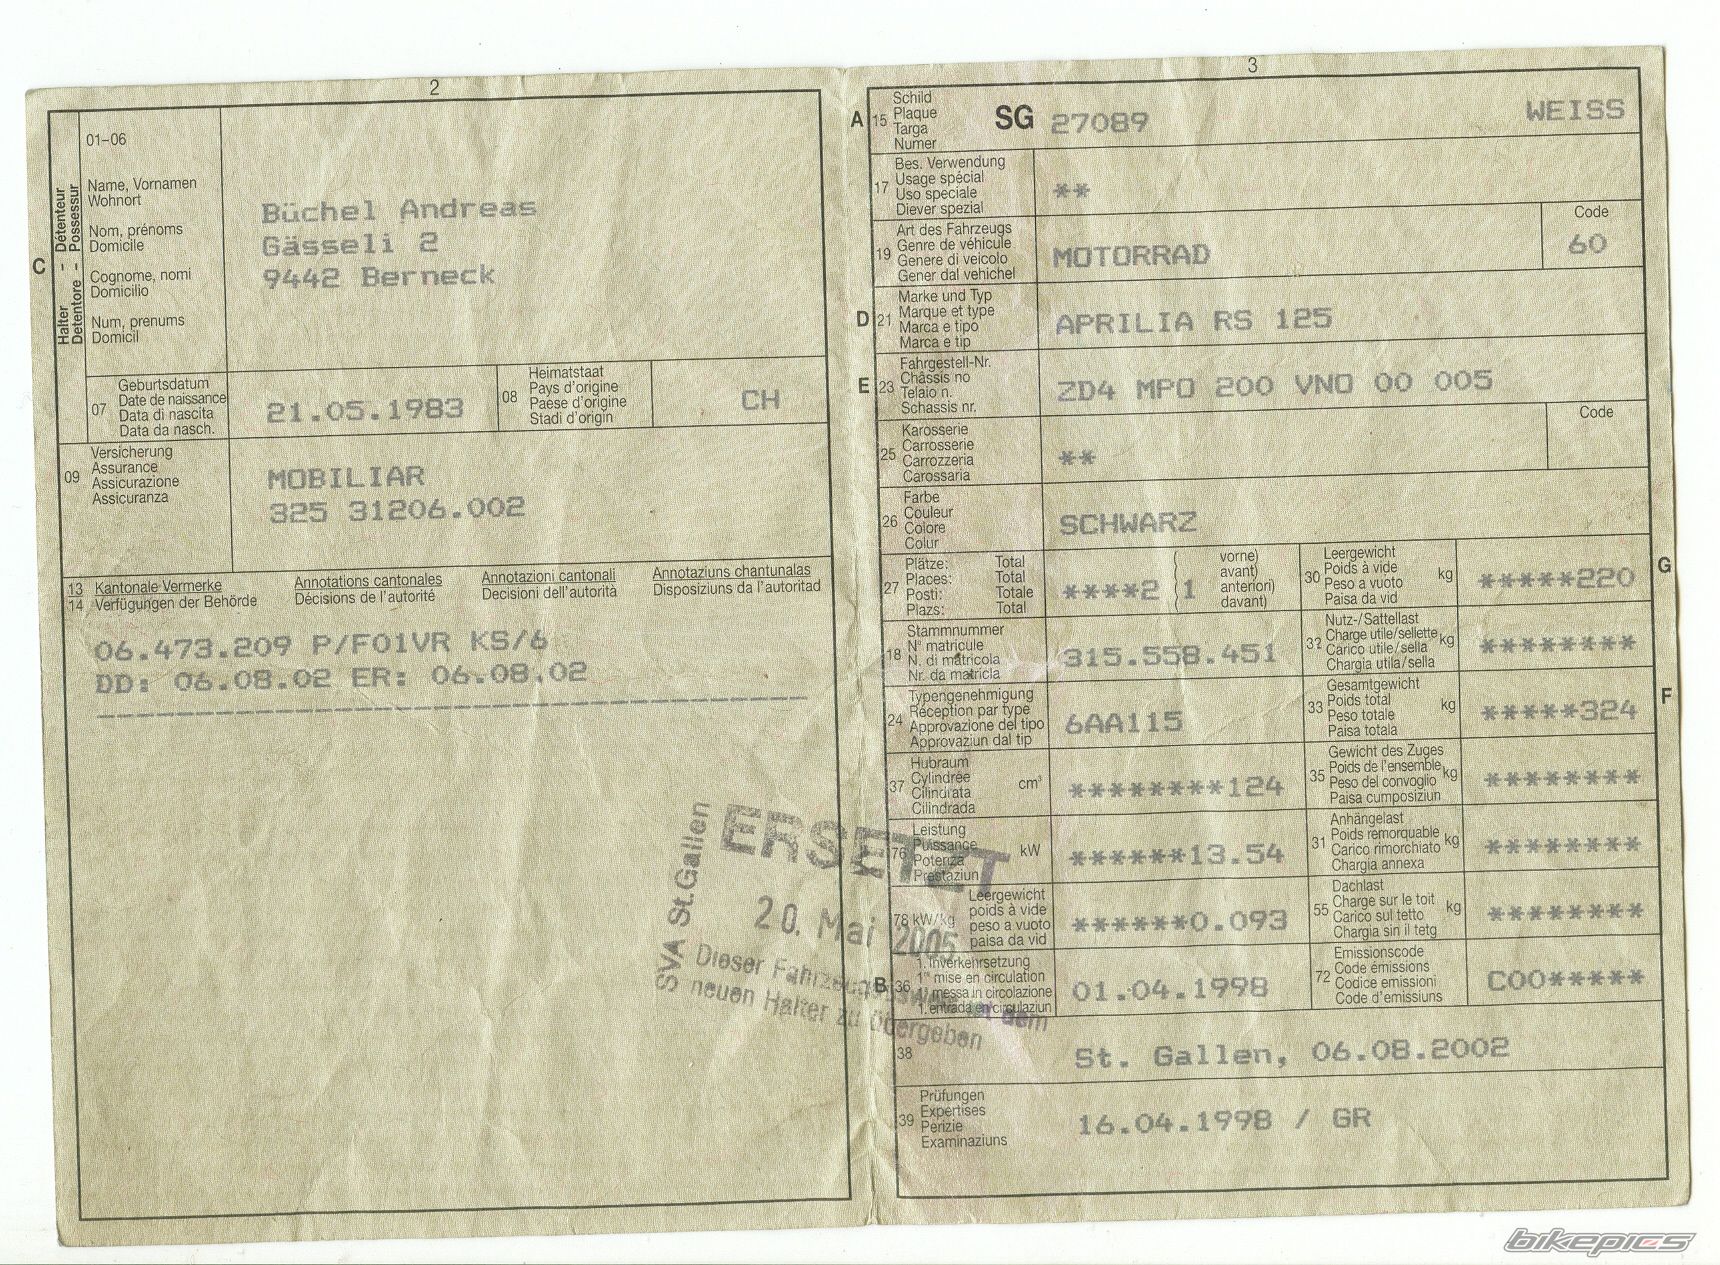 2
01–06
Halter - Détenteur
Detentore - Possessur
C
Name, Vornamen
Wohnort
Nom, prénoms
Domicile
Cognome, nomi
Domicilio
Num, prenums
Domicil
Büchel Andreas
Gässeli 2
9442 Berneck
07
Geburtsdatum
Date de naissance
Data di nascita
Data da nasch.
21.05.1983
08
Heimatstaat
Pays d'origine
Paese d'origine
Stadi d'origin
CH
09
Versicherung
Assurance
Assicurazione
Assicuranza
MOBILIAR
325 31206.002
13 Kantonale Vermerke Annotations cantonales Annotazioni cantonali Annotaziuns chantunalas
14 Verfügungen der Behörde Décisions de l'autorité Decisioni dell'autorità Disposiziuns da l'autoritad
06.473.209 P/F01VR KS/6
DD: 06.08.02 ER: 06.08.02
SVA St.Gallen
ERSETZT
20. Mai 2005
Dieser Fahrzeugausweis ist dem
neuen Halter zu übergeben
3
A
15
Schild
Plaque
Targa
Numer
SG 27089 WEISS
17
Bes. Verwendung
Usage spécial
Uso speciale
Diever spezial
**
19
Art des Fahrzeugs
Genre de véhicule
Genere di veicolo
Gener dal vehichel
MOTORRAD
Code
60
D
21
Marke und Typ
Marque et type
Marca e tipo
Marca e tip
APRILIA RS 125
E
23
Fahrgestell-Nr.
Châssis no
Telaio n.
Schassis nr.
ZD4 MPO 200 VNO 00 005
25
Karosserie
Carrosserie
Carrozzeria
Carossaria
**
Code
26
Farbe
Couleur
Colore
Colur
SCHWARZ
27
Plätze: Total
Places: Total
Posti: Totale
Plazs: Total
****2 ( 1
vorne)
avant)
anteriori)
davant)
30
Leergewicht
Poids à vide
Peso a vuoto
Paisa da vid
kg
*****220
G
18
Stammnummer
N° matricule
N. di matricola
Nr. da matricla
315.558.451
32
Nutz-/Sattellast
Charge utile/sellette
Carico utile/sella
Chargia utila/sella
kg
********
24
Typengenehmigung
Réception par type
Approvazione del tipo
Approvaziun dal tip
6AA115
33
Gesamtgewicht
Poids total
Peso totale
Paisa totala
kg
*****324
F
37
Hubraum
Cylindrée
Cilindrata
Cilindrada
cm³
********124
35
Gewicht des Zuges
Poids de l'ensemble
Peso del convoglio
Paisa cumposiziun
kg
********
76
Leistung
Puissance
Potenza
Prestaziun
kW
******13.54
31
Anhängelast
Poids remorquable
Carico rimorchiato
Chargia annexa
kg
********
78 kW/kg
Leergewicht
poids à vide
peso a vuoto
paisa da vid
******0.093
55
Dachlast
Charge sur le toit
Carico sul tetto
Chargia sin il tetg
kg
********
B
36
1. Inverkehrsetzung
1re mise en circulation
1. messa in circolazione
1. entrada en circulaziun
01.04.1998
72
Emissionscode
Code émissions
Codice emissioni
Code d'emissiuns
C00*****
38
St. Gallen, 06.08.2002
39
Prüfungen
Expertises
Perizie
Examinaziuns
16.04.1998 / GR
bikepics